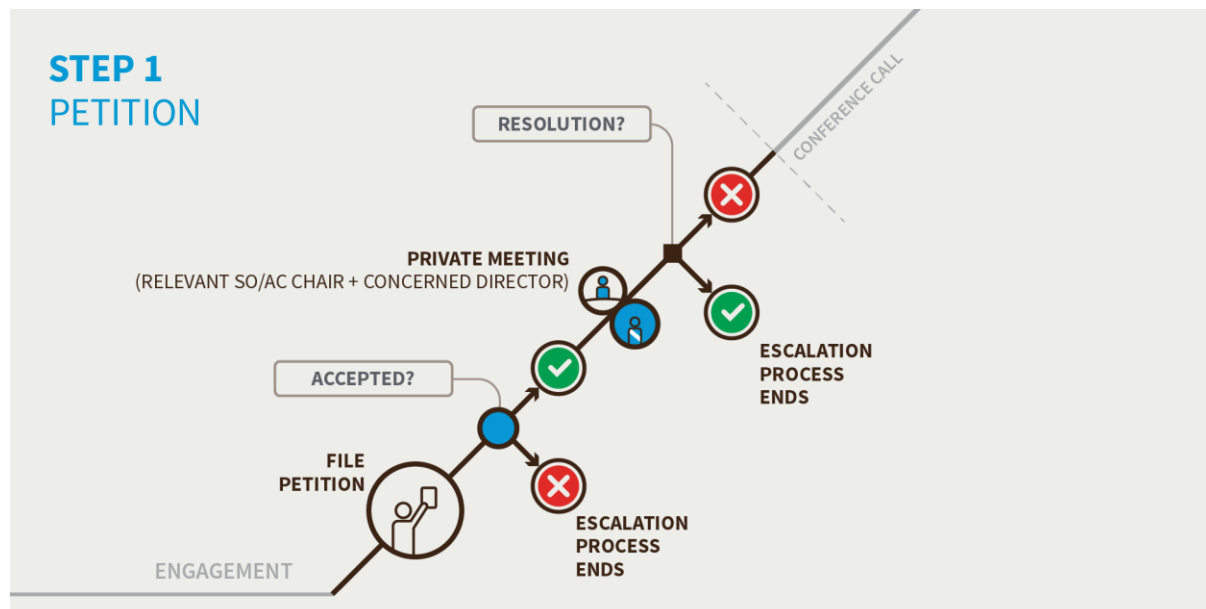 STEP 1
PETITION
CONFERENCE CALL
RESOLUTION?
PRIVATE MEETING
(RELEVANT SO/AC CHAIR + CONCERNED DIRECTOR)
ESCALATION
PROCESS
ENDS
ACCEPTED?
FILE
PETITION
ESCALATION
PROCESS
ENDS
ENGAGEMENT